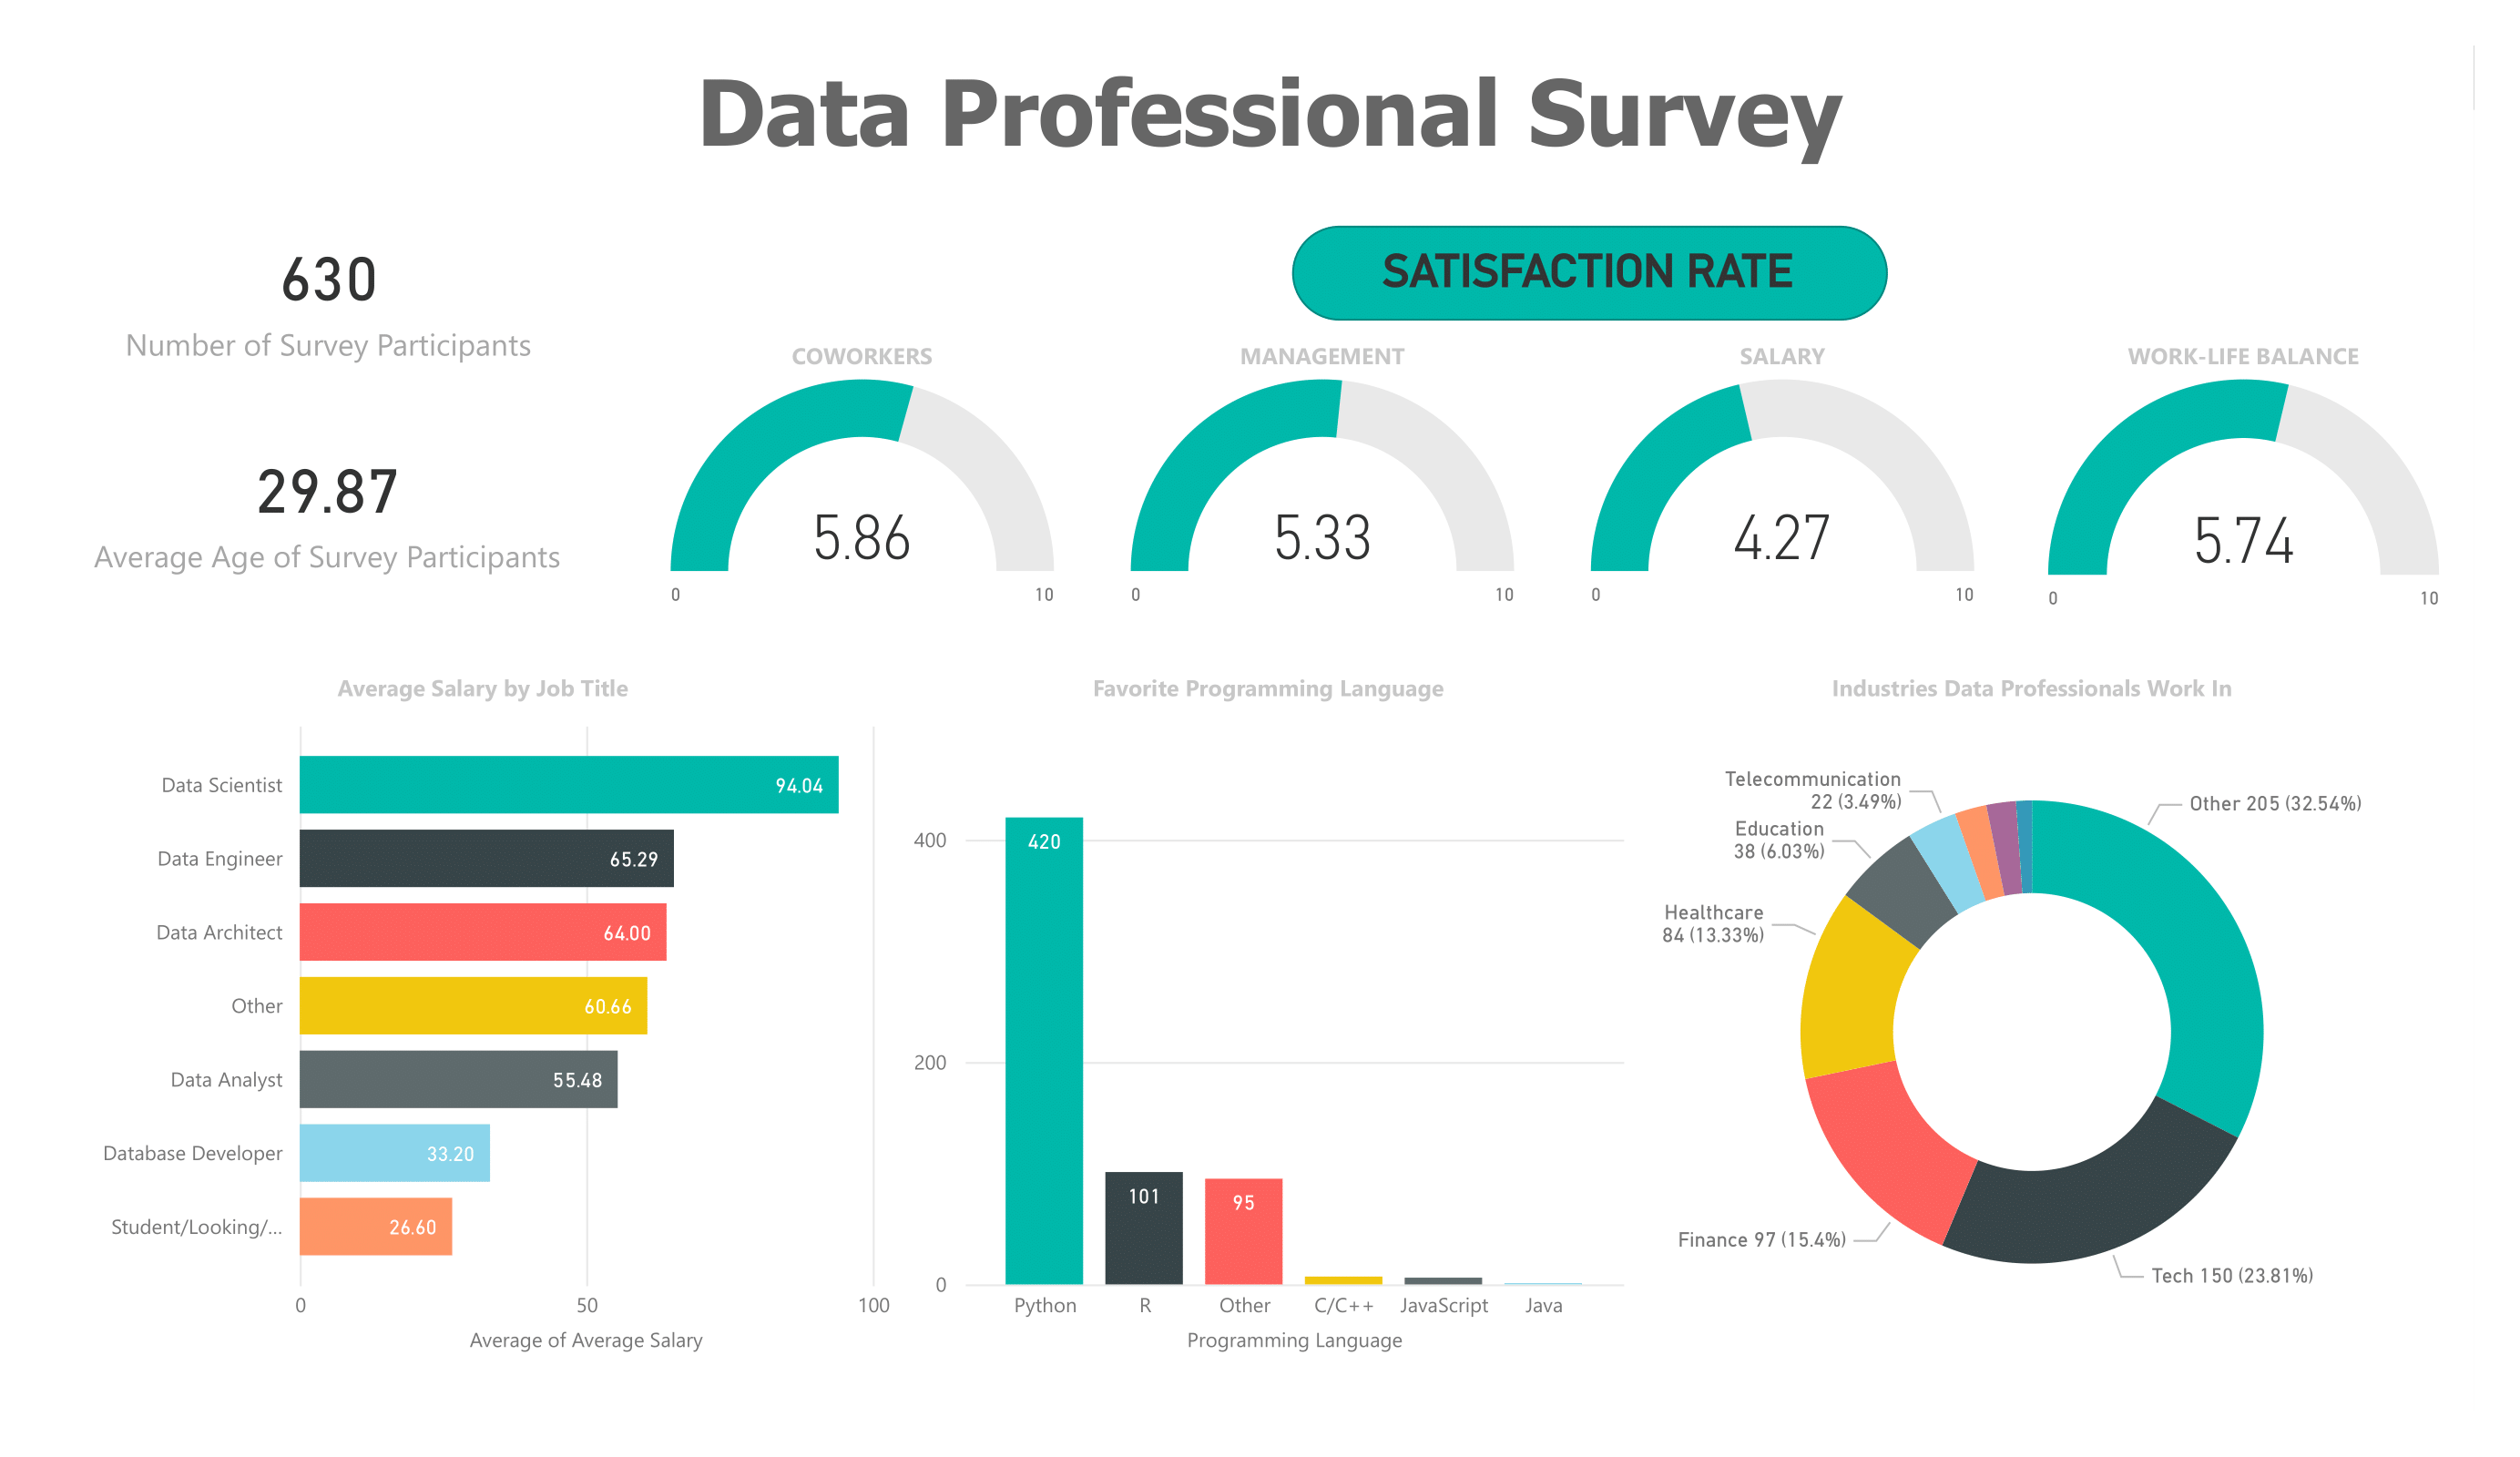 Data Professional Survey
630
Number of Survey Participants
29.87
Average Age of Survey Participants
SATISFACTION RATE
COWORKERS
5.86
0
10
MANAGEMENT
5.33
0
10
SALARY
4.27
0
10
WORK-LIFE BALANCE
5.74
0
10
Average Salary by Job Title
Data Scientist
94.04
Data Engineer
65.29
Data Architect
64.00
Other
60.66
Data Analyst
55.48
Database Developer
33.20
Student/Looking/...
26.60
0
50
100
Average of Average Salary
Favorite Programming Language
400
200
0
420
101
95
Python
R
Other
C/C++
JavaScript
Java
Programming Language
Industries Data Professionals Work In
Telecommunication
22 (3.49%)
Education
38 (6.03%)
Healthcare
84 (13.33%)
Finance 97 (15.4%)
Other 205 (32.54%)
Tech 150 (23.81%)